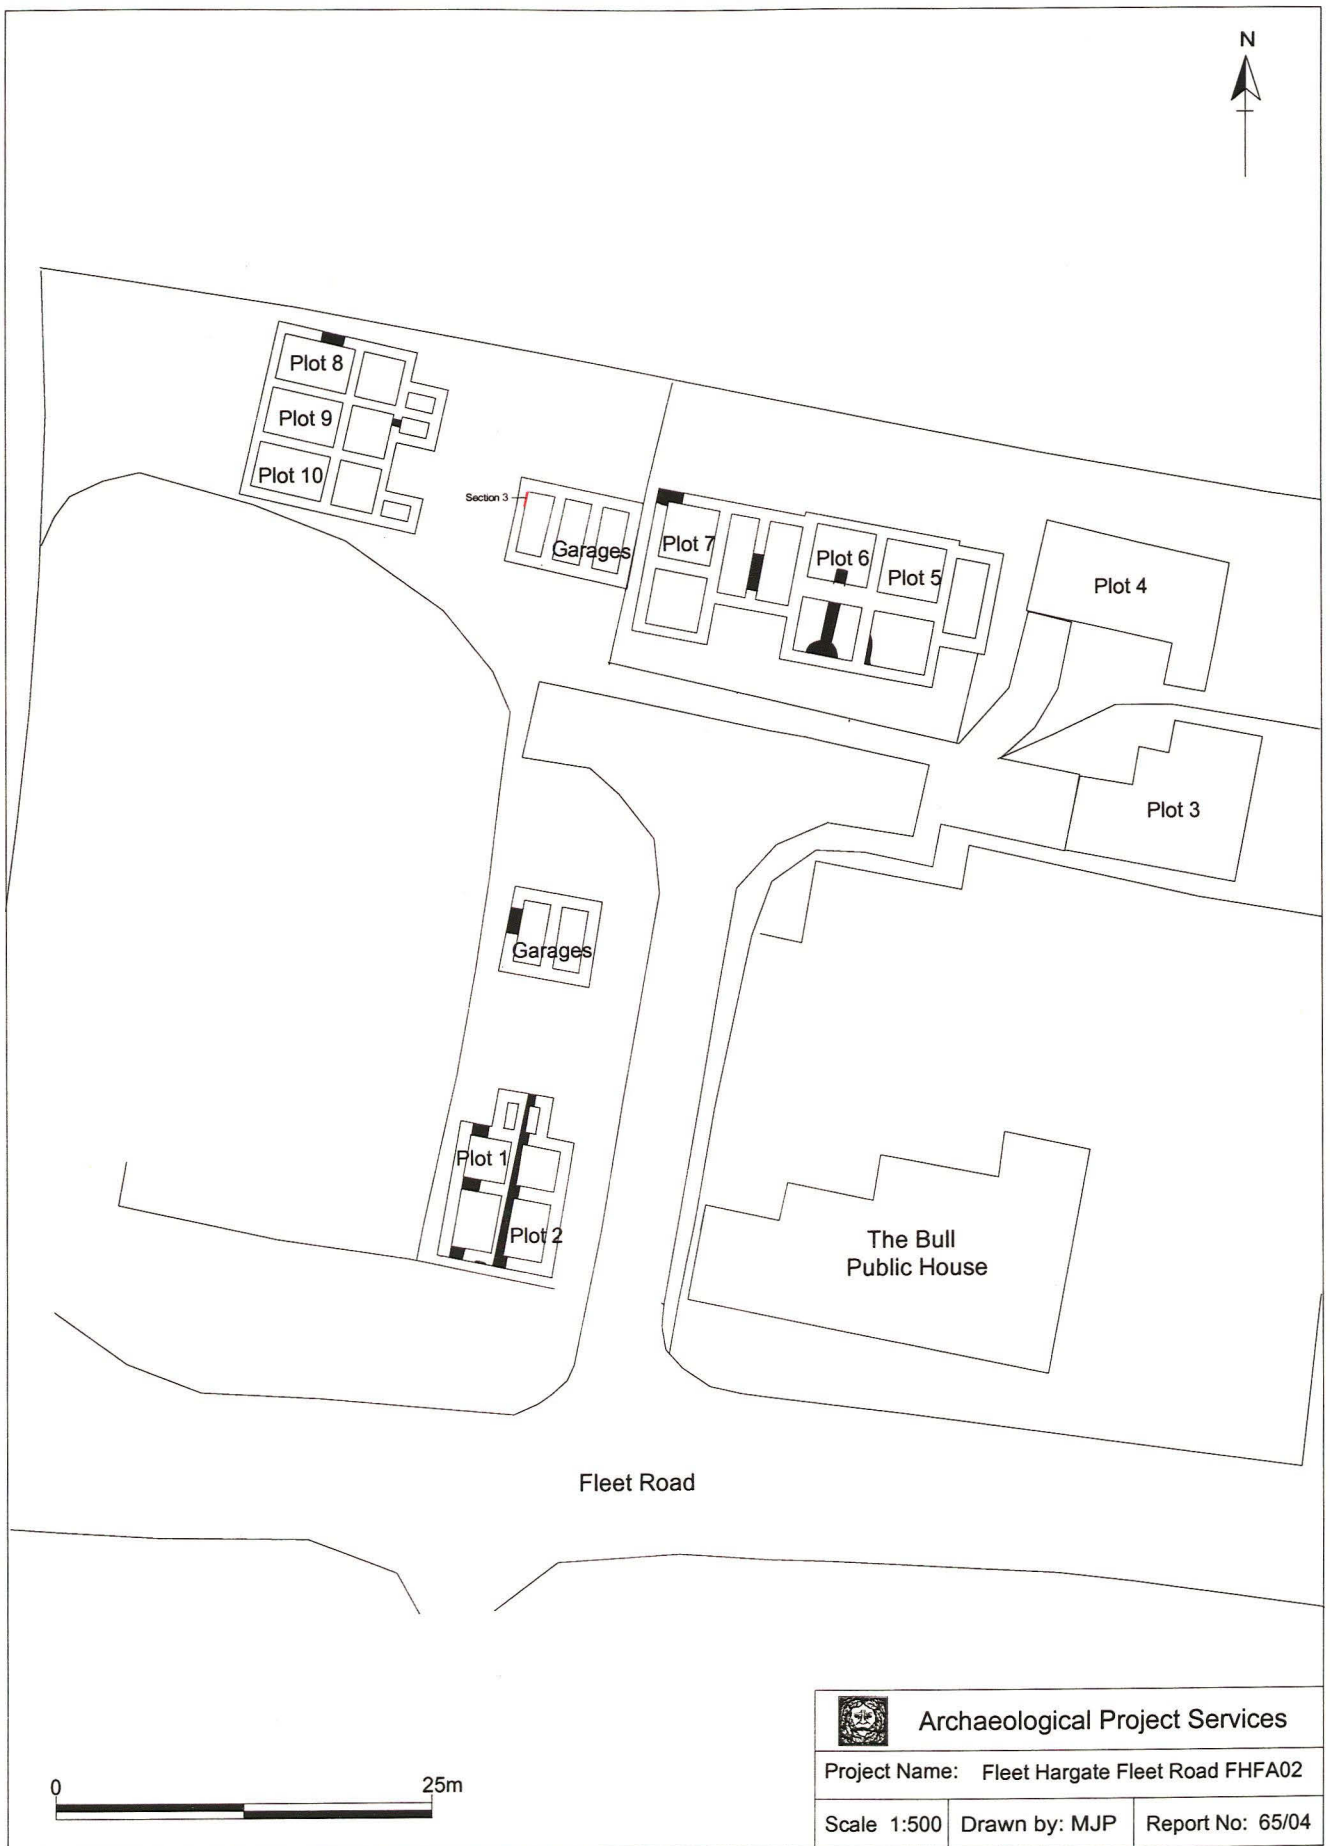 N
Plot 8
Plot 9
Plot 10
Section 3
Garages
Plot 7
Plot 6
Plot 5
Plot 4
Plot 3
Garages
Plot 1
Plot 2
The Bull
Public House
Fleet Road
0 25m
Archaeological Project Services
Project Name: Fleet Hargate Fleet Road FHFA02
Scale 1:500 Drawn by: MJP Report No: 65/04